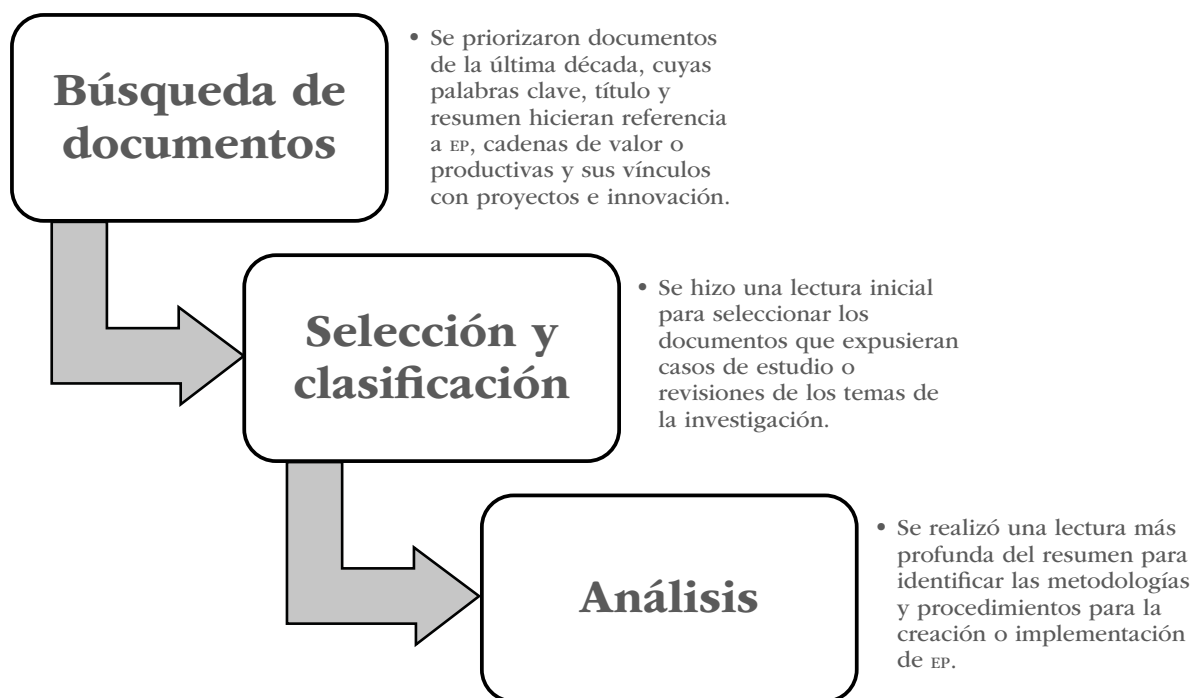 Búsqueda de
documentos
• Se priorizaron documentos
de la última década, cuyas
palabras clave, título y
resumen hicieran referencia
a EP, cadenas de valor o
productivas y sus vínculos
con proyectos e innovación.
Selección y
clasificación
• Se hizo una lectura inicial
para seleccionar los
documentos que expusieran
casos de estudio o
revisiones de los temas de
la investigación.
Análisis
• Se realizó una lectura más
profunda del resumen para
identificar las metodologías
y procedimientos para la
creación o implementación
de EP.